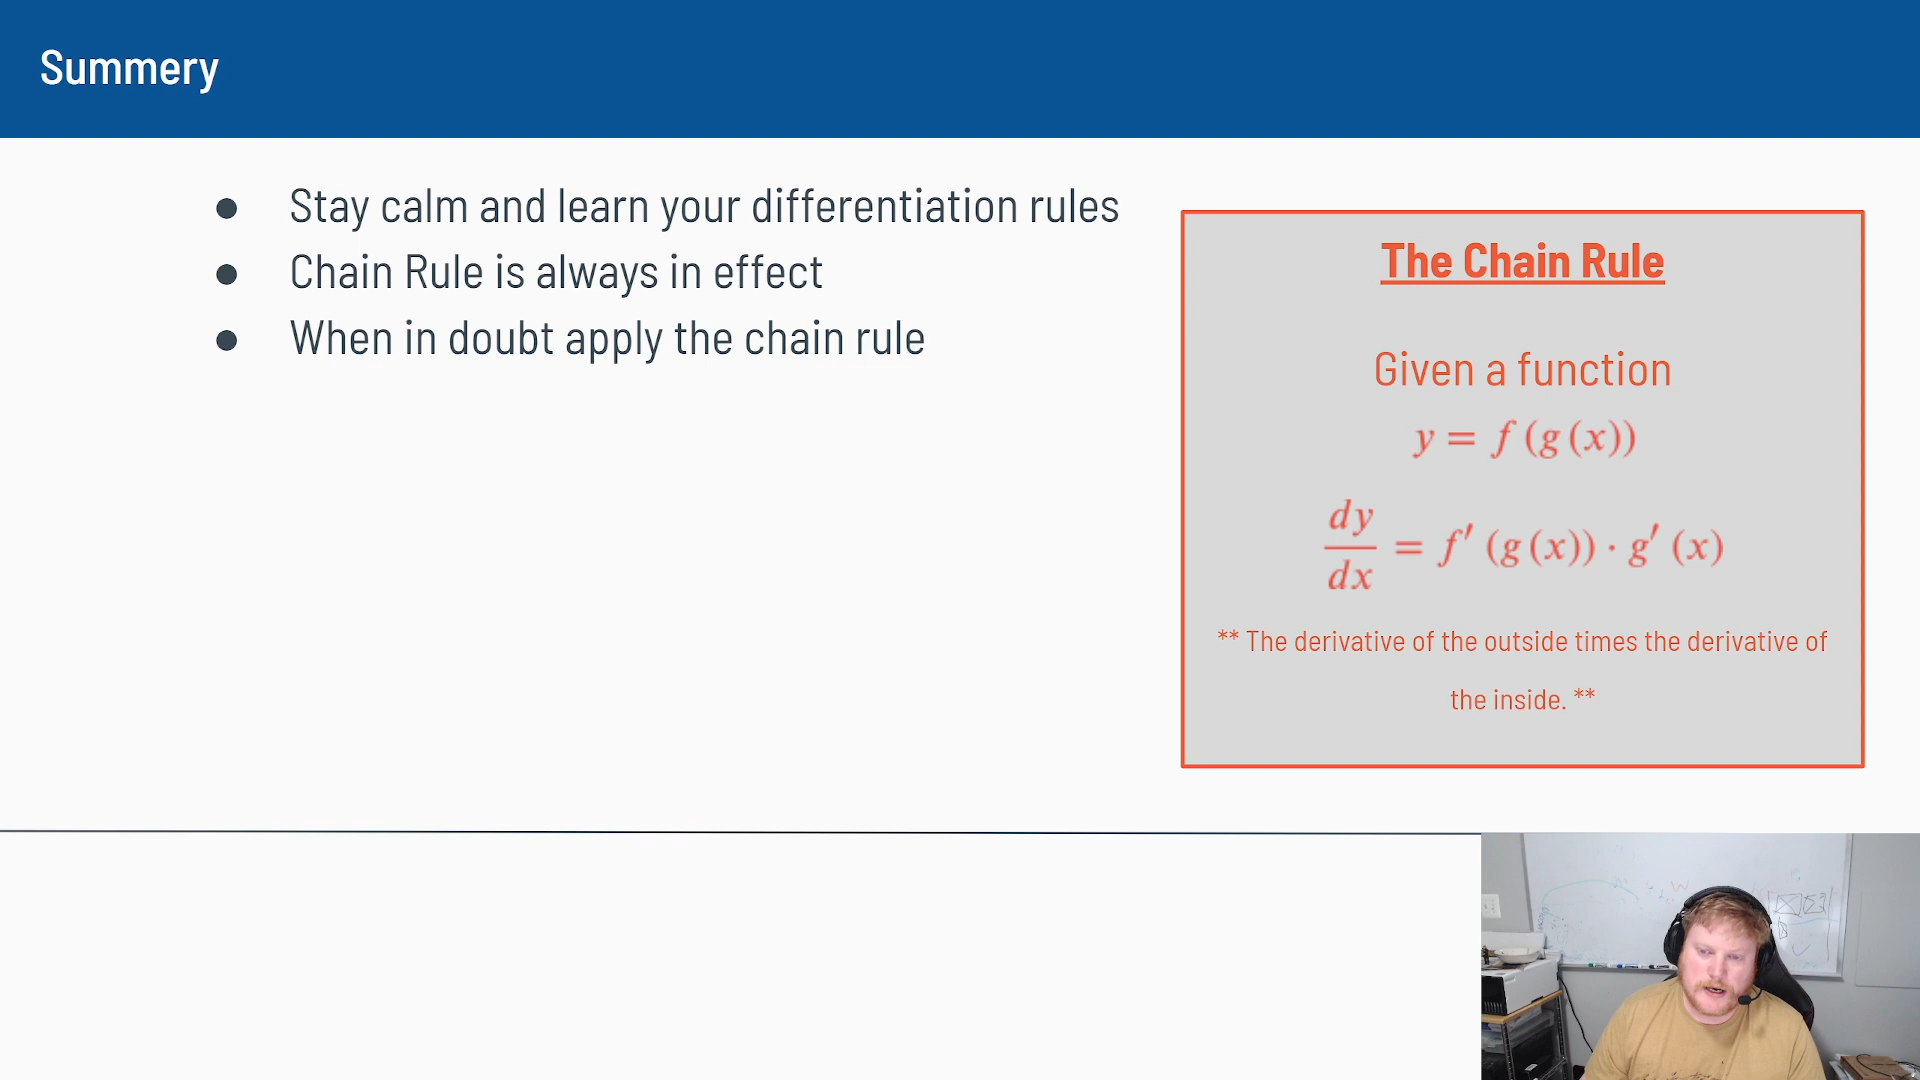 Summery
● Stay calm and learn your differentiation rules
● Chain Rule is always in effect
● When in doubt apply the chain rule
The Chain Rule
Given a function
y = f (g (x))
dy/dx = f′ (g (x)) · g′ (x)
** The derivative of the outside times the derivative of
the inside. **